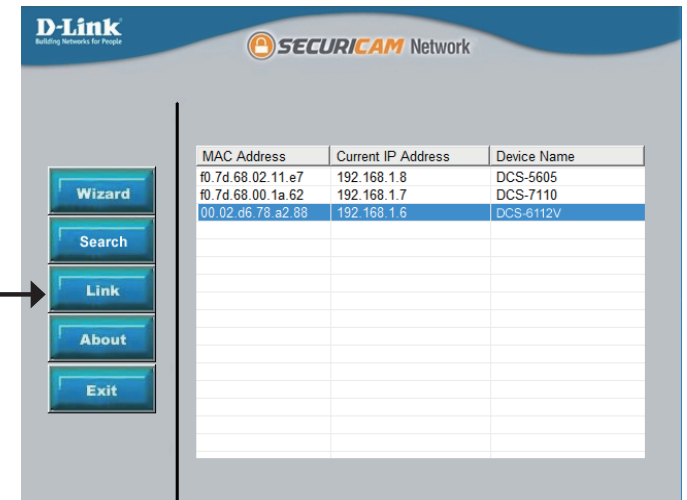 D-Link
Building Networks for People
SECURICAM Network
MAC Address Current IP Address Device Name
f0.7d.68.02.11.e7 192.168.1.8 DCS-5605
f0.7d.68.00.1a.62 192.168.1.7 DCS-7110
00.02.d6.78.a2.88 192.168.1.6 DCS-6112V
Wizard
Search
Link
About
Exit